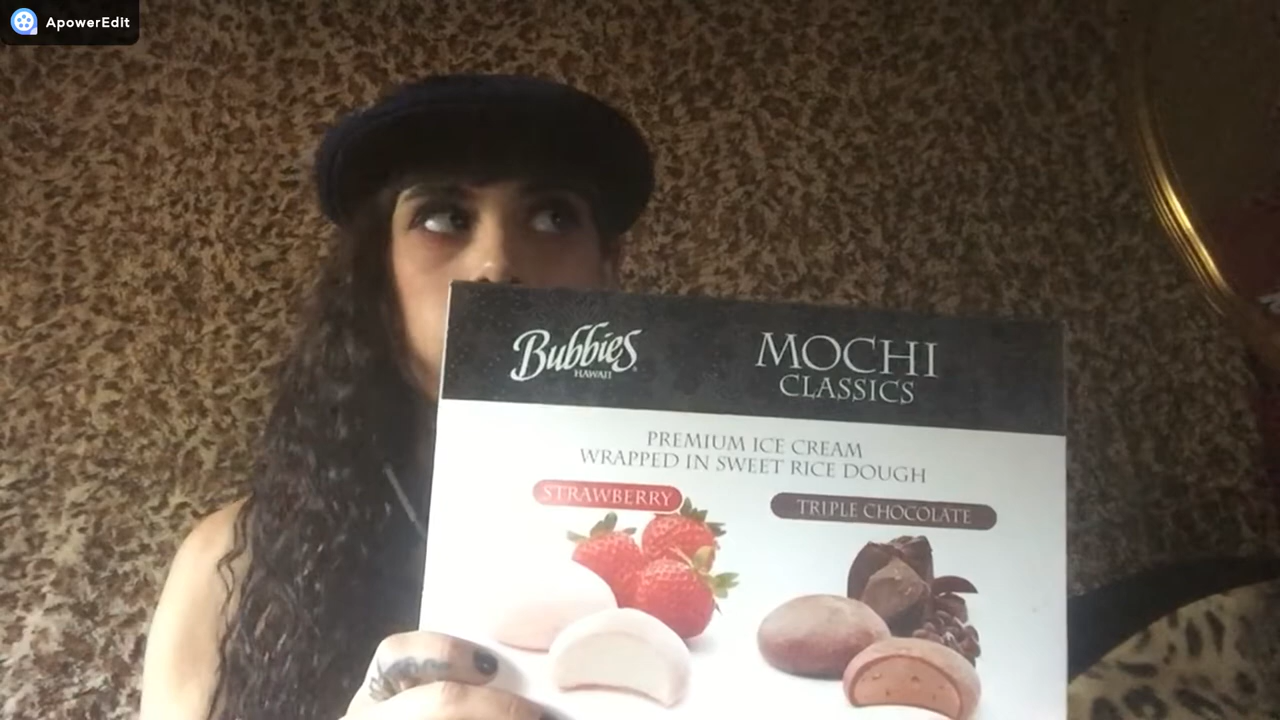 ApowerEdit
Bubbies
HAWAII
MOCHI
CLASSICS
PREMIUM ICE CREAM
WRAPPED IN SWEET RICE DOUGH
STRAWBERRY
TRIPLE CHOCOLATE